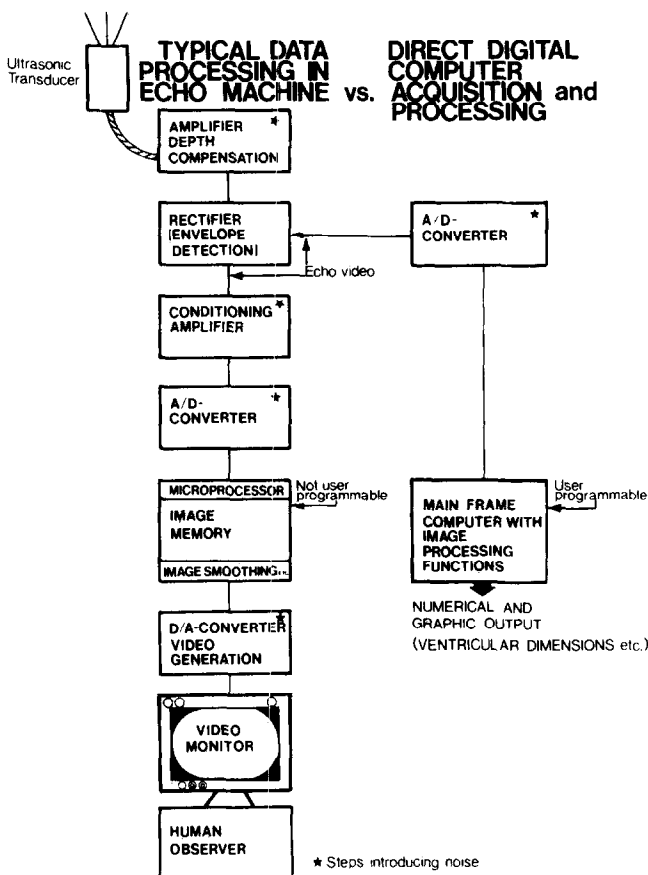 Ultrasonic
Transducer
TYPICAL DATA
PROCESSING IN
ECHO MACHINE vs.
DIRECT DIGITAL
COMPUTER
ACQUISITION and
PROCESSING
AMPLIFIER ★
DEPTH
COMPENSATION
RECTIFIER
(ENVELOPE
DETECTION)
A/D- ★
CONVERTER
Echo video
CONDITIONING ★
AMPLIFIER
A/D- ★
CONVERTER
MICROPROCESSOR
Not user
programmable
IMAGE
MEMORY
IMAGE SMOOTHING
User
programmable
MAIN FRAME
COMPUTER WITH
IMAGE
PROCESSING
FUNCTIONS
NUMERICAL AND
GRAPHIC OUTPUT
(VENTRICULAR DIMENSIONS etc.)
D/A-CONVERTER ★
VIDEO
GENERATION
VIDEO
MONITOR
HUMAN
OBSERVER
★ Steps introducing noise